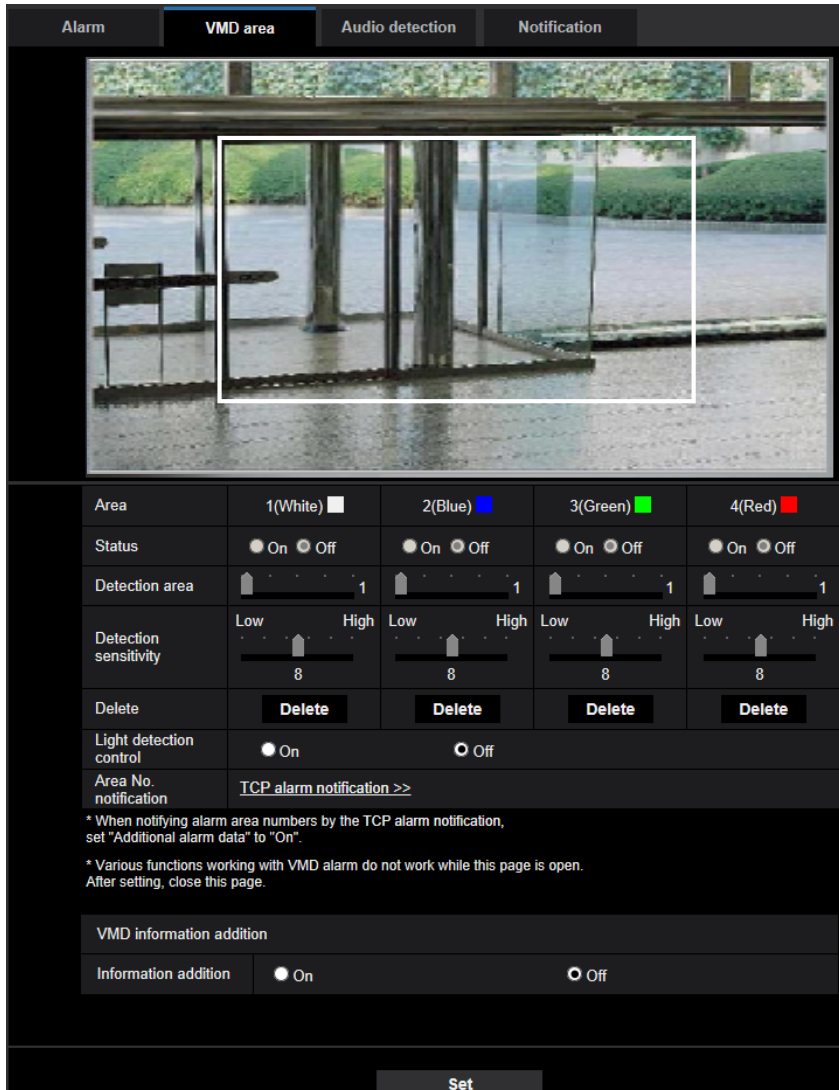 Alarm VMD area Audio detection Notification
Area 1(White) 2(Blue) 3(Green) 4(Red)
Status On Off On Off On Off On Off
Detection area 1 1 1 1
Detection sensitivity Low High Low High Low High Low High
8 8 8 8
Delete Delete Delete Delete Delete
Light detection control On Off
Area No. notification TCP alarm notification >>
* When notifying alarm area numbers by the TCP alarm notification,
set "Additional alarm data" to "On".
* Various functions working with VMD alarm do not work while this page is open.
After setting, close this page.
VMD information addition
Information addition On Off
Set